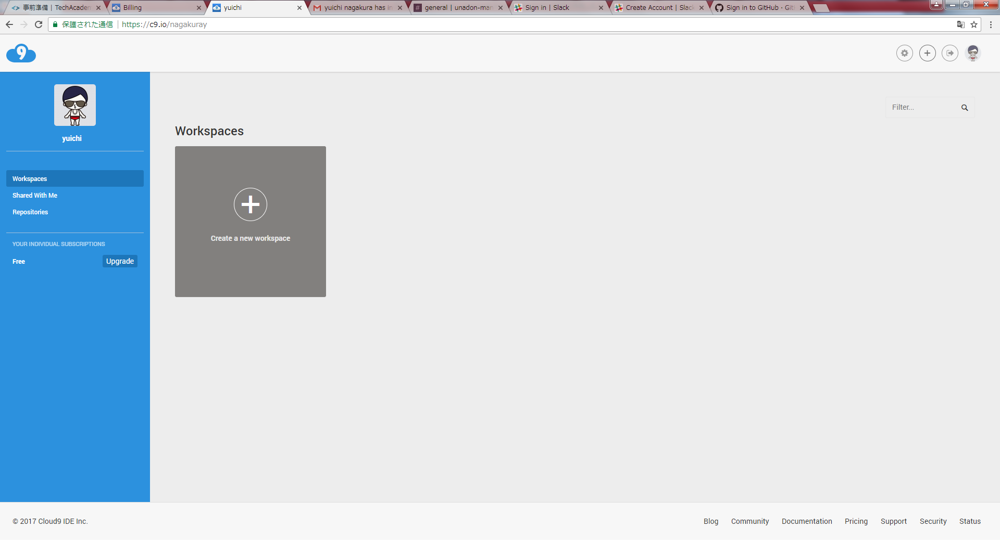 事前準備 | TechAcadem
Billing
yuichi
yuichi nagakura has in
general | unadon-man
Sign in | Slack
Create Account | Slack
Sign in to GitHub · Git
保護された通信 | https://c9.io/nagakuray
9
yuichi
Workspaces
Shared With Me
Repositories
YOUR INDIVIDUAL SUBSCRIPTIONS
Free
Upgrade
Filter...
Workspaces
Create a new workspace
© 2017 Cloud9 IDE Inc.
Blog
Community
Documentation
Pricing
Support
Security
Status